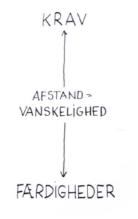 KRAV
AFSTAND =
VANSKELIGHED
FÆRDIGHEDER